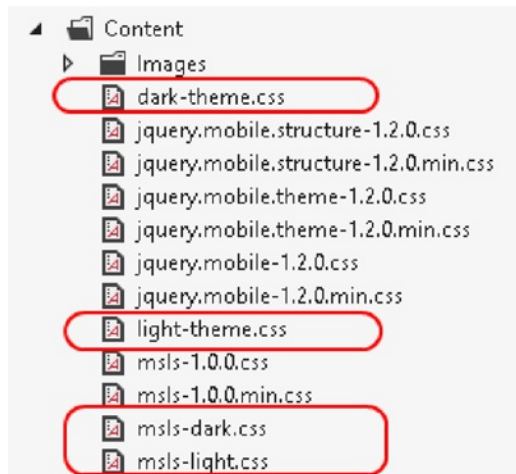 Content
Images
dark-theme.css
jquery.mobile.structure-1.2.0.css
jquery.mobile.structure-1.2.0.min.css
jquery.mobile.theme-1.2.0.css
jquery.mobile.theme-1.2.0.min.css
jquery.mobile-1.2.0.css
jquery.mobile-1.2.0.min.css
light-theme.css
msls-1.0.0.css
msls-1.0.0.min.css
msls-dark.css
msls-light.css